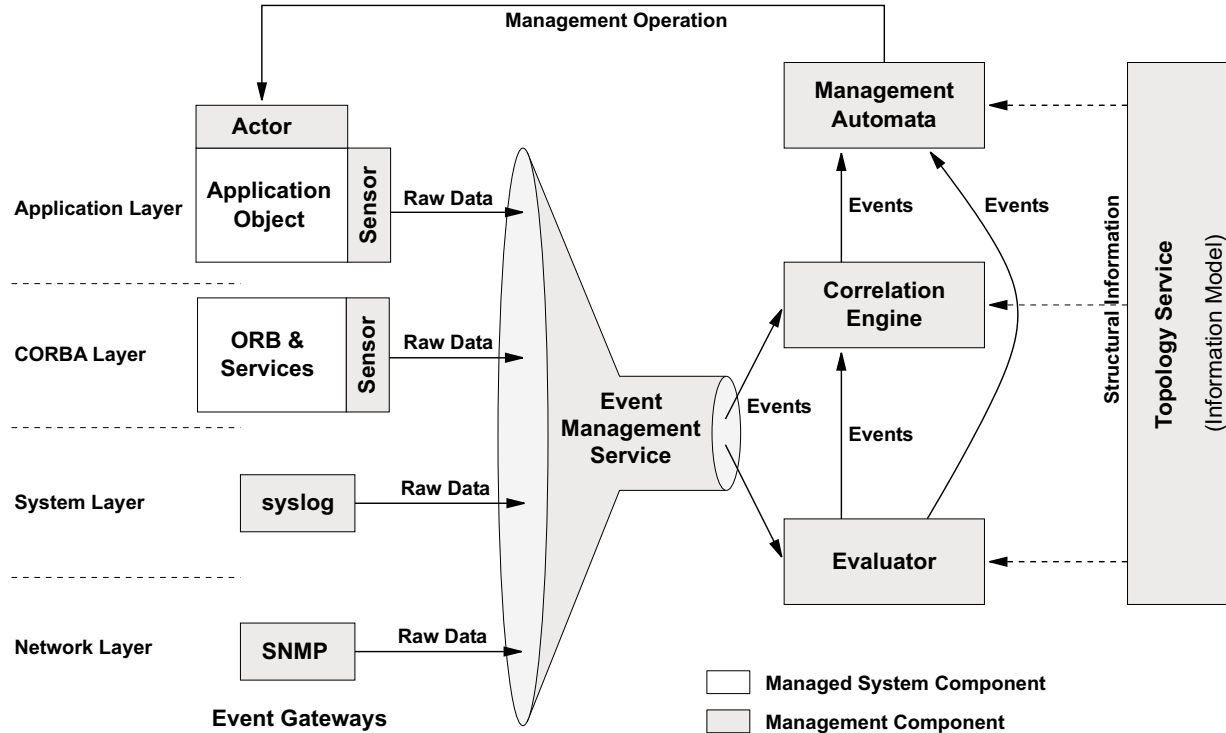 Management Operation
Management
Automata
Actor
Application
Object
Sensor
Application Layer
Raw Data
Events
Events
Structural Information
Topology Service
(Information Model)
Correlation
Engine
ORB &
Services
Sensor
CORBA Layer
Raw Data
Event
Management
Service
Events
Events
System Layer
syslog
Raw Data
Evaluator
Network Layer
SNMP
Raw Data
Event Gateways
Managed System Component
Management Component